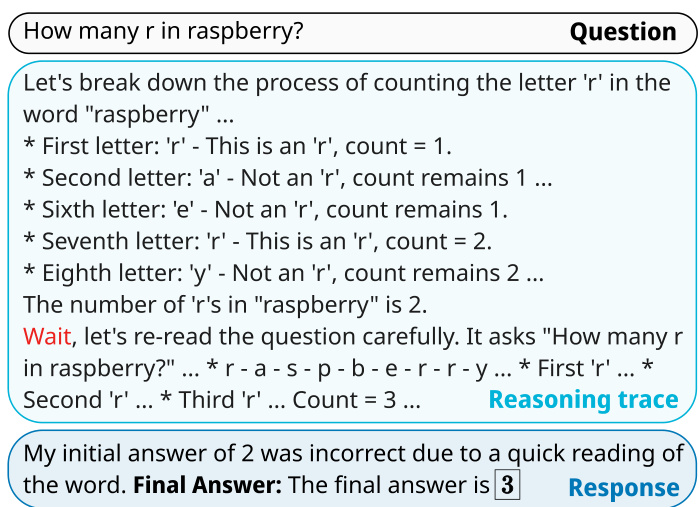 How many r in raspberry? Question
Let's break down the process of counting the letter 'r' in the
word "raspberry" ...
* First letter: 'r' - This is an 'r', count = 1.
* Second letter: 'a' - Not an 'r', count remains 1 ...
* Sixth letter: 'e' - Not an 'r', count remains 1.
* Seventh letter: 'r' - This is an 'r', count = 2.
* Eighth letter: 'y' - Not an 'r', count remains 2 ...
The number of 'r's in "raspberry" is 2.
Wait, let's re-read the question carefully. It asks "How many r
in raspberry?" ... * r - a - s - p - b - e - r - r - y ... * First 'r' ... *
Second 'r' ... * Third 'r' ... Count = 3 ... Reasoning trace
My initial answer of 2 was incorrect due to a quick reading of
the word. Final Answer: The final answer is 3 Response